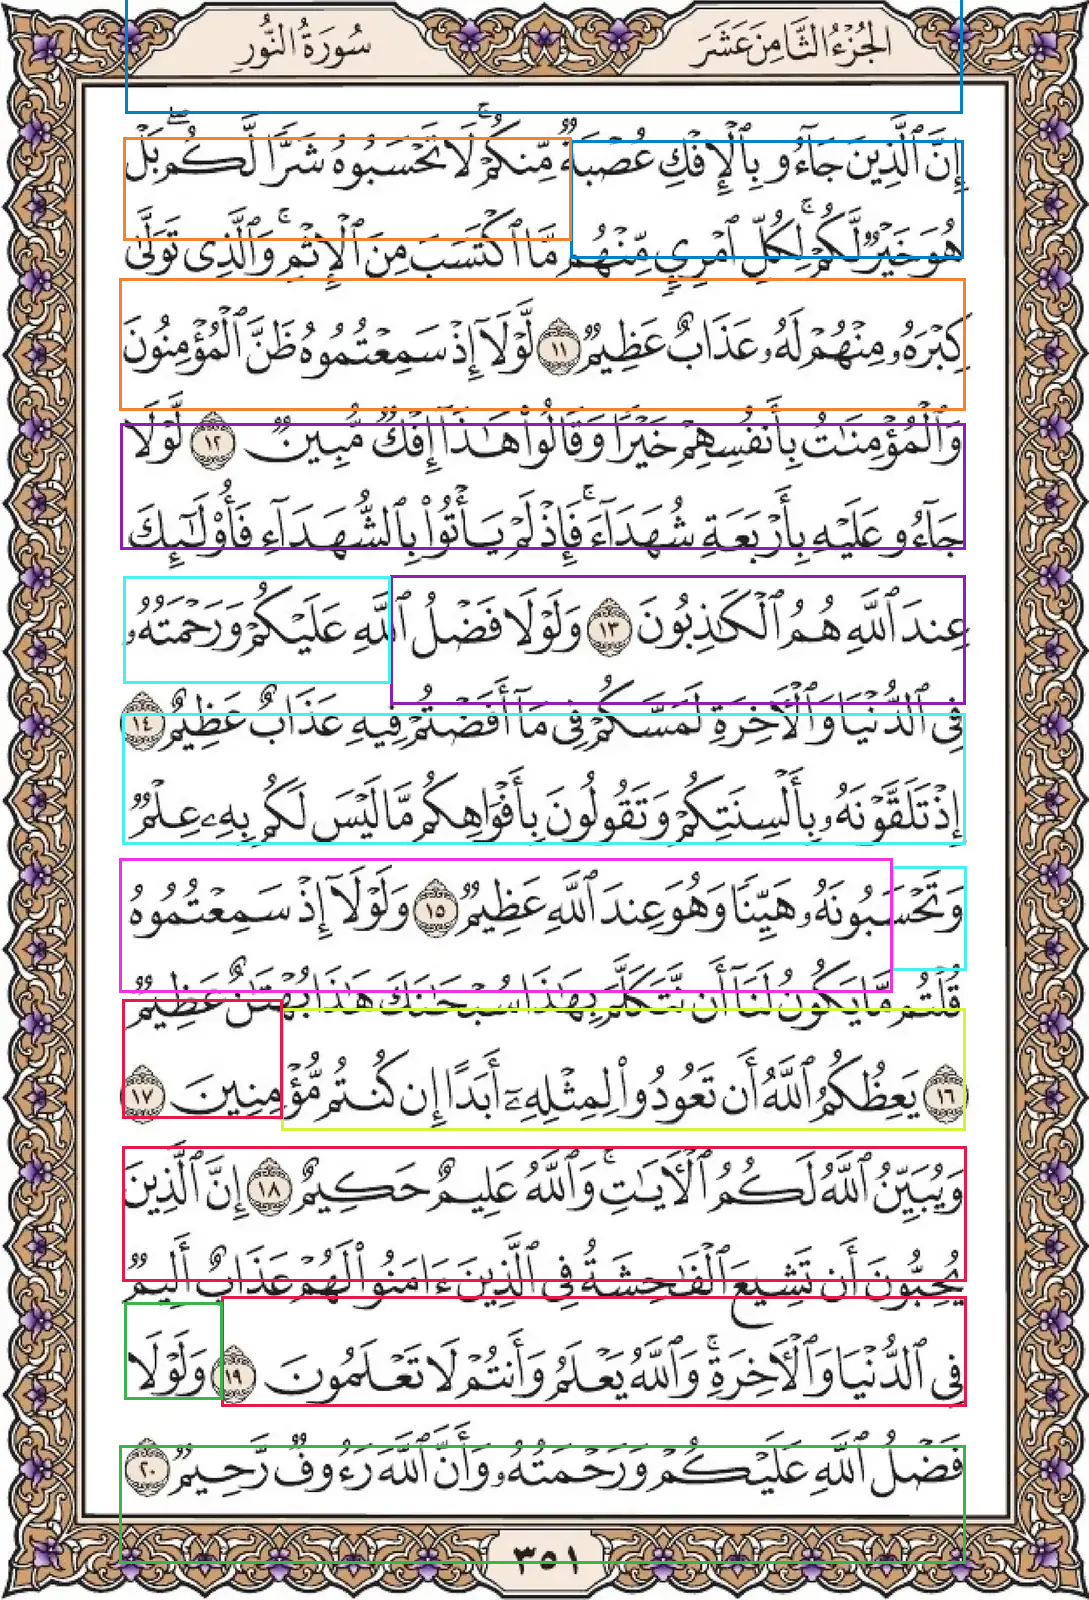 الجُزْءُ الثَّامِنَ عَشَرَ
سُورَةُ النُّورِ
إِنَّ ٱلَّذِينَ جَآءُو بِٱلْإِفْكِ عُصْبَةٌ مِّنكُمْ ۚ لَا تَحْسَبُوهُ شَرًّا لَّكُم ۖ بَلْ
هُوَ خَيْرٌ لَّكُمْ ۚ لِكُلِّ ٱمْرِئٍ مِّنْهُم مَّا ٱكْتَسَبَ مِنَ ٱلْإِثْمِ ۚ وَٱلَّذِى تَوَلَّىٰ
كِبْرَهُۥ مِنْهُمْ لَهُۥ عَذَابٌ عَظِيمٌ ١١ لَّوْلَآ إِذْ سَمِعْتُمُوهُ ظَنَّ ٱلْمُؤْمِنُونَ
وَٱلْمُؤْمِنَٰتُ بِأَنفُسِهِمْ خَيْرًا وَقَالُوا۟ هَٰذَآ إِفْكٌ مُّبِينٌ ١٢ لَّوْلَا
جَآءُو عَلَيْهِ بِأَرْبَعَةِ شُهَدَآءَ ۚ فَإِذْ لَمْ يَأْتُوا۟ بِٱلشُّهَدَآءِ فَأُو۟لَٰٓئِكَ
عِندَ ٱللَّهِ هُمُ ٱلْكَٰذِبُونَ ١٣ وَلَوْلَا فَضْلُ ٱللَّهِ عَلَيْكُمْ وَرَحْمَتُهُۥ
فِى ٱلدُّنْيَا وَٱلْءَاخِرَةِ لَمَسَّكُمْ فِى مَآ أَفَضْتُمْ فِيهِ عَذَابٌ عَظِيمٌ ١٤
إِذْ تَلَقَّوْنَهُۥ بِأَلْسِنَتِكُمْ وَتَقُولُونَ بِأَفْوَاهِكُم مَّا لَيْسَ لَكُم بِهِۦ عِلْمٌ
وَتَحْسَبُونَهُۥ هَيِّنًا وَهُوَ عِندَ ٱللَّهِ عَظِيمٌ ١٥ وَلَوْلَآ إِذْ سَمِعْتُمُوهُ
قُلْتُم مَّا يَكُونُ لَنَآ أَن نَّتَكَلَّمَ بِهَٰذَا سُبْحَٰنَكَ هَٰذَا بُهْتَٰنٌ عَظِيمٌ
١٦ يَعِظُكُمُ ٱللَّهُ أَن تَعُودُوا۟ لِمِثْلِهِۦٓ أَبَدًا إِن كُنتُم مُّؤْمِنِينَ ١٧
وَيُبَيِّنُ ٱللَّهُ لَكُمُ ٱلْءَايَٰتِ ۚ وَٱللَّهُ عَلِيمٌ حَكِيمٌ ١٨ إِنَّ ٱلَّذِينَ
يُحِبُّونَ أَن تَشِيعَ ٱلْفَٰحِشَةُ فِى ٱلَّذِينَ ءَامَنُوا۟ لَهُمْ عَذَابٌ أَلِيمٌ
فِى ٱلدُّنْيَا وَٱلْءَاخِرَةِ ۚ وَٱللَّهُ يَعْلَمُ وَأَنتُمْ لَا تَعْلَمُونَ ١٩ وَلَوْلَا
فَضْلُ ٱللَّهِ عَلَيْكُمْ وَرَحْمَتُهُۥ وَأَنَّ ٱللَّهَ رَءُوفٌ رَّحِيمٌ ٢٠
٣٥١